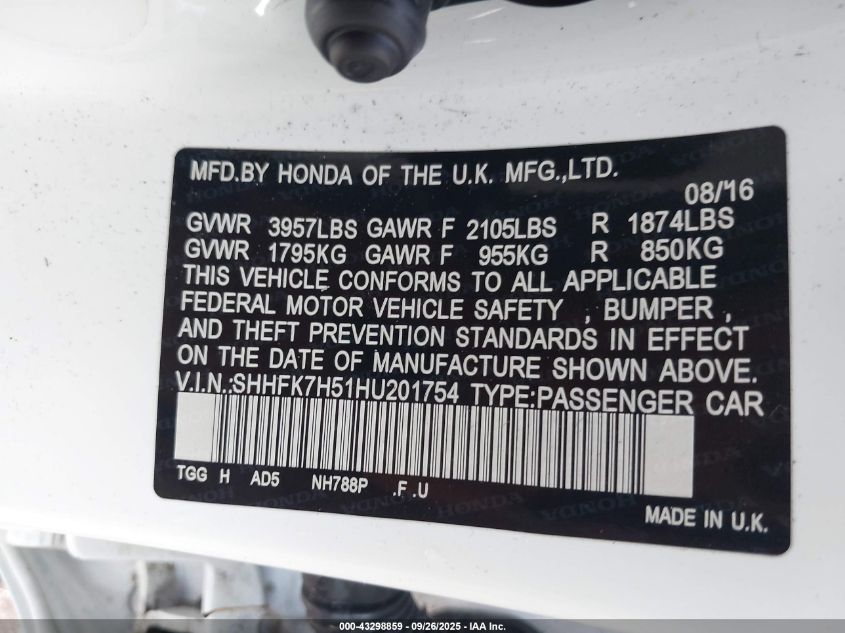 MFD.BY HONDA OF THE U.K. MFG.,LTD.
08/'16
GVWR 3957LBS GAWR F 2105LBS R 1874LBS
GVWR 1795KG GAWR F 955KG R 850KG
THIS VEHICLE CONFORMS TO ALL APPLICABLE
FEDERAL MOTOR VEHICLE SAFETY , BUMPER ,
AND THEFT PREVENTION STANDARDS IN EFFECT
ON THE DATE OF MANUFACTURE SHOWN ABOVE.
V.I.N.:SHHFK7H51HU201754 TYPE:PASSENGER CAR
TGG H AD5 NH788P .F .U
MADE IN U.K.
000-43298859 - 09/26/2025 - IAA Inc.